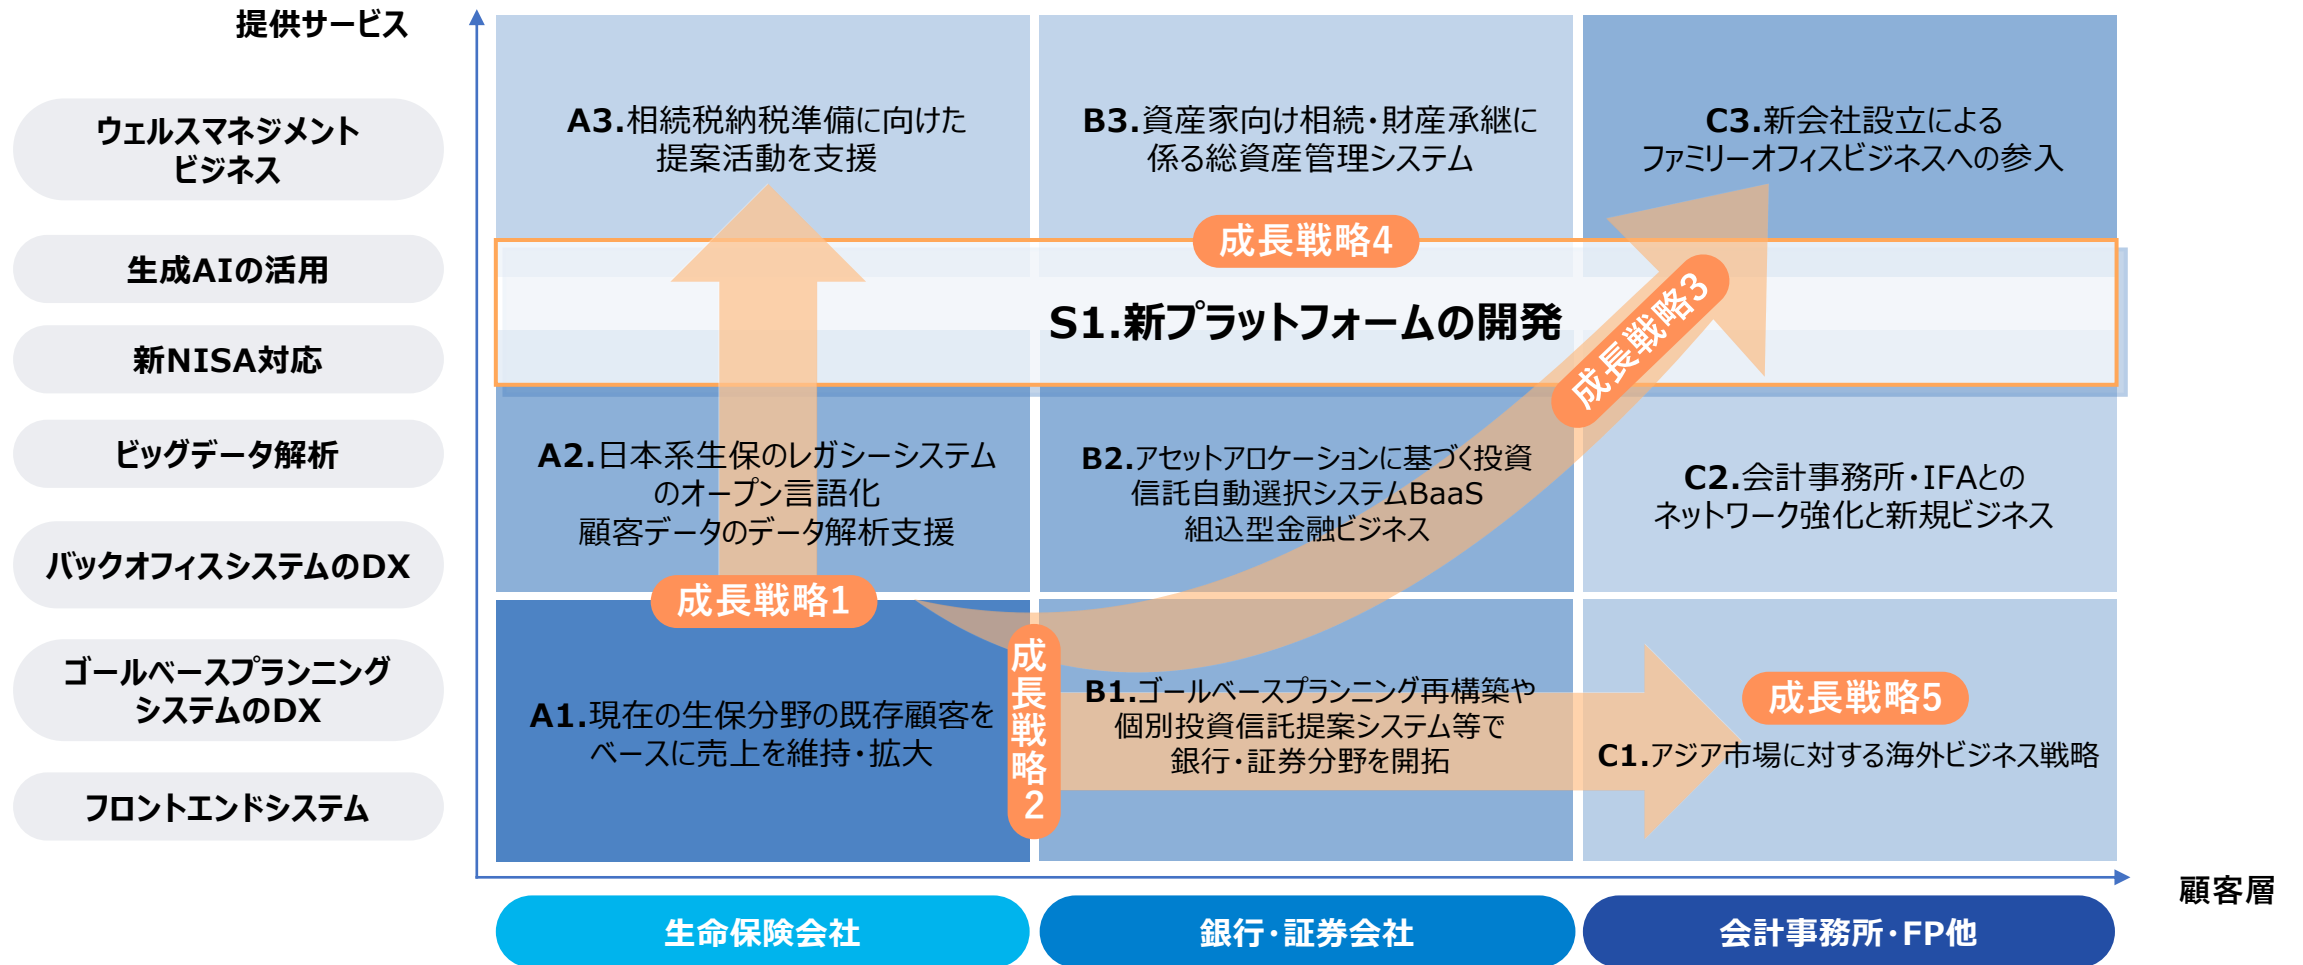 提供サービス
ウェルスマネジメント
ビジネス
生成AIの活用
新NISA対応
ビッグデータ解析
バックオフィスシステムのDX
ゴールベースプランニング
システムのDX
フロントエンドシステム
A3.相続税納税準備に向けた
提案活動を支援
B3.資産家向け相続・財産承継に
係る総資産管理システム
C3.新会社設立による
ファミリーオフィスビジネスへの参入
成長戦略4
S1.新プラットフォームの開発
成長戦略3
A2.日本系生保のレガシーシステム
のオープン言語化
顧客データのデータ解析支援
B2.アセットアロケーションに基づく投資
信託自動選択システムBaaS
組込型金融ビジネス
C2.会計事務所・IFAとの
ネットワーク強化と新規ビジネス
成長戦略1
A1.現在の生保分野の既存顧客を
ベースに売上を維持・拡大
成長戦略2
B1.ゴールベースプランニング再構築や
個別投資信託提案システム等で
銀行・証券分野を開拓
成長戦略5
C1.アジア市場に対する海外ビジネス戦略
顧客層
生命保険会社
銀行・証券会社
会計事務所・FP他